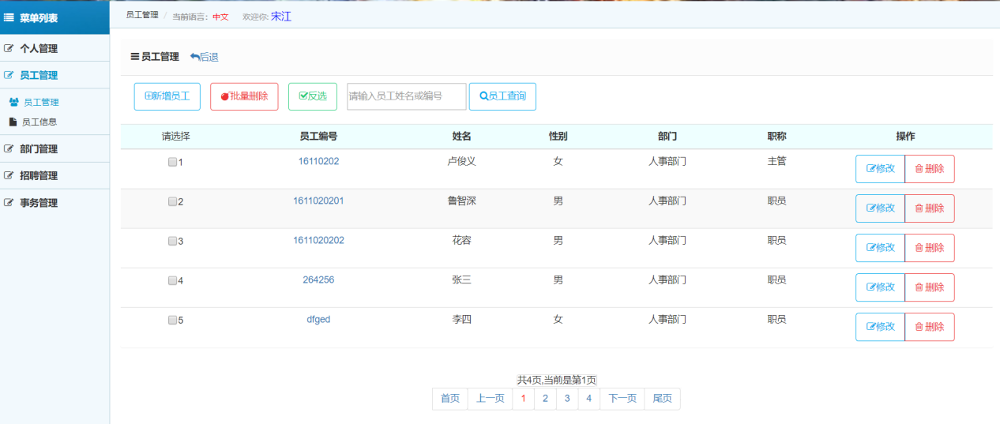 菜单列表
个人管理
员工管理
员工管理
员工信息
部门管理
招聘管理
事务管理
员工管理 / 当前语言: 中文 欢迎你: 宋江
员工管理 后退
新增员工 批量删除 反选 请输入员工姓名或编号 员工查询
请选择 员工编号 姓名 性别 部门 职称 操作
1 16110202 卢俊义 女 人事部门 主管 修改 删除
2 1611020201 鲁智深 男 人事部门 职员 修改 删除
3 1611020202 花容 男 人事部门 职员 修改 删除
4 264256 张三 男 人事部门 职员 修改 删除
5 dfged 李四 女 人事部门 职员 修改 删除
共4页,当前是第1页
首页 上一页 1 2 3 4 下一页 尾页